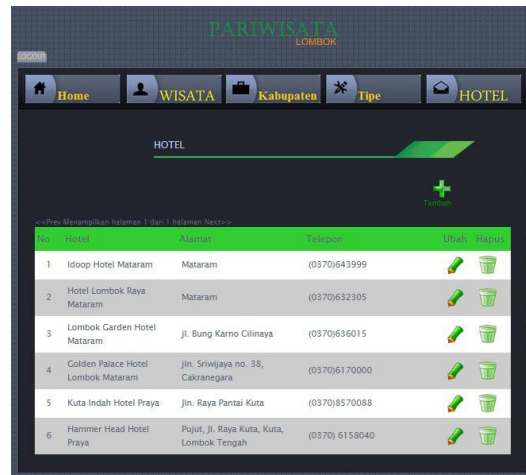 PARIWISATA
LOMBOK
LOGOUT
Home WISATA Kabupaten Tipe HOTEL
HOTEL
Tambah
<<Prev Menampilkan halaman 1 dari 1 halaman Next>>
No Hotel Alamat Telepon Ubah Hapus
1 Idoop Hotel Mataram Mataram (0370)643999
2 Hotel Lombok Raya Mataram Mataram (0370)632305
3 Lombok Garden Hotel Mataram jl. Bung Karno Cilinaya (0370)636015
4 Golden Palace Hotel Lombok Mataram jln. Sriwijaya no. 38, Cakranegara (0370)6170000
5 Kuta Indah Hotel Praya Jln. Raya Pantai Kuta (0370)8570088
6 Hammer Head Hotel Praya Pujut, Jl. Raya Kuta, Kuta, Lombok Tengah (0370) 6158040